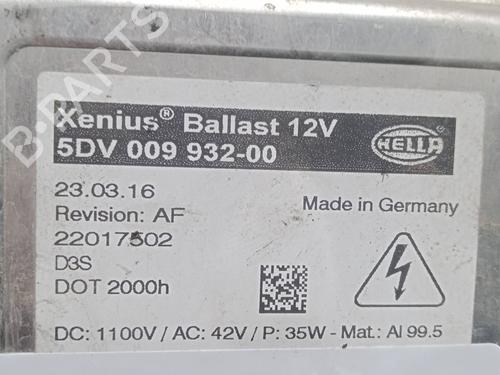 Xenius® Ballast 12V
5DV 009 932-00
HELLA
23.03.16
Revision: AF
Made in Germany
22017502
D3S
DOT 2000h
DC: 1100V / AC: 42V / P: 35W - Mat.: Al 99.5
B-PARTS